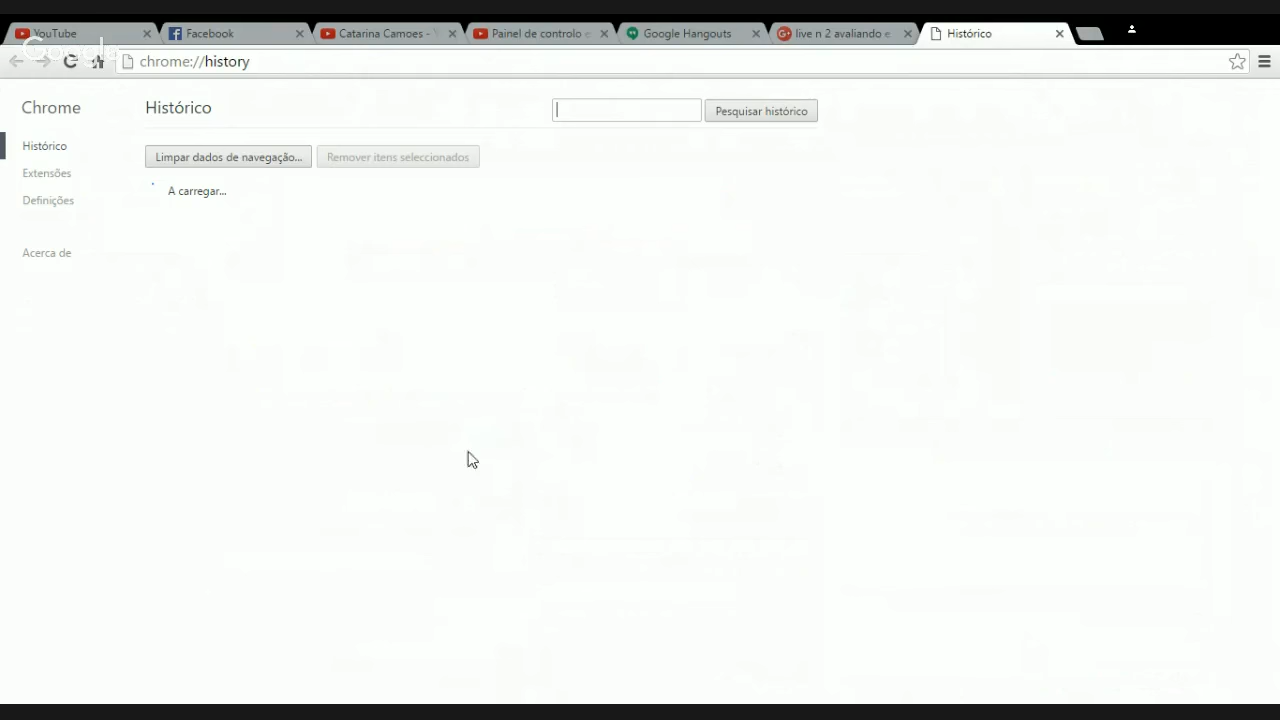 YouTube
Facebook
Catarina Camoes -
Painel de controlo e
Google Hangouts
live n 2 avaliando e
Histórico
Google
chrome://history
Chrome
Histórico
Pesquisar histórico
Histórico
Limpar dados de navegação...
Remover itens seleccionados
Extensões
A carregar...
Definições
Acerca de